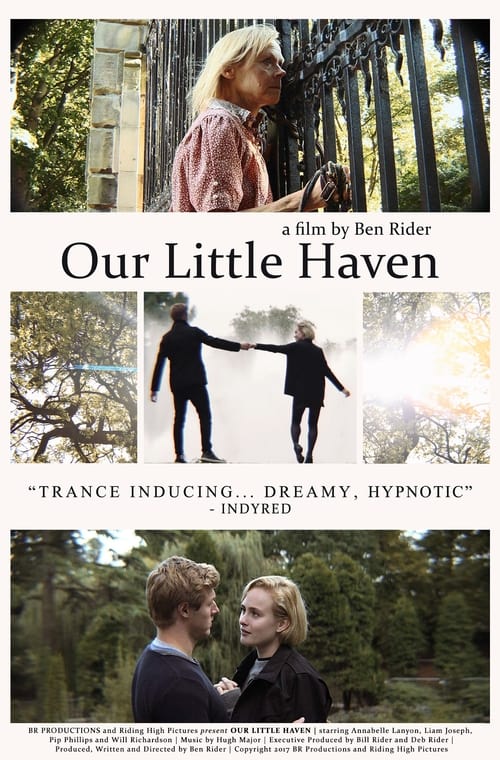 a film by Ben Rider
Our Little Haven
“TRANCE INDUCING... DREAMY, HYPNOTIC”
- INDYRED
BR PRODUCTIONS and Riding High Pictures present OUR LITTLE HAVEN | starring Annabelle Lanyon, Liam Joseph,
Pip Phillips and Will Richardson | Music by Hugh Major | Executive Produced by Bill Rider and Deb Rider |
Produced, Written and Directed by Ben Rider | Copyright 2017 BR Productions and Riding High Pictures